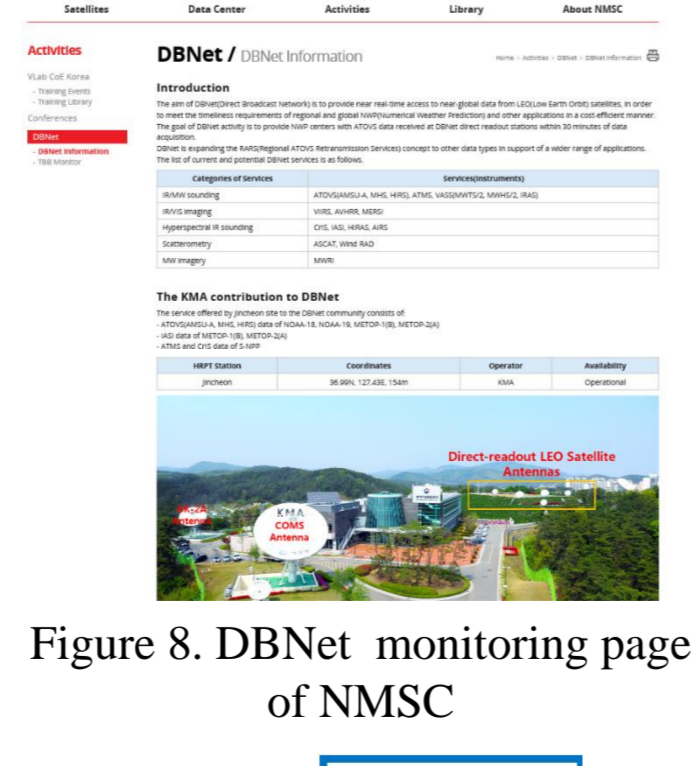 Satellites Data Center Activities Library About NMSC
Activities
VLab CoE Korea
- Training Events
- Training Library
Conferences
DBNet
- DBNet Information
- TBB Monitor
DBNet / DBNet Information
Home > Activities > DBNet > DBNet Information
Introduction
The aim of DBNet(Direct Broadcast Network) is to provide near real-time access to near-global data from LEO(Low Earth Orbit) satellites, in order
to meet the timeliness requirements of regional and global NWP(Numerical Weather Prediction) and other applications in a cost-efficient manner.
The goal of DBNet activity is to provide NWP centers with ATOVS data received at DBNet direct readout stations within 30 minutes of data
acquisition.
DBNet is expanding the RARS(Regional ATOVS Retransmission Services) concept to other data types in support of a wider range of applications.
The list of current and potential DBNet services is as follows.
Categories of Services Services(Instruments)
IR/MW sounding ATOVS(AMSU-A, MHS, HIRS), ATMS, VASS(MWTS/2, MWHS/2, IRAS)
IR/VIS imaging VIIRS, AVHRR, MERSI
Hyperspectral IR sounding CrIS, IASI, HIRAS, AIRS
Scatterometry ASCAT, Wind RAD
MW imagery MWRI
The KMA contribution to DBNet
The service offered by Jincheon site to the DBNet community consists of:
- ATOVS(AMSU-A, MHS, HIRS) data of NOAA-18, NOAA-19, METOP-1(B), METOP-2(A)
- IASI data of METOP-1(B), METOP-2(A)
- ATMS and CrIS data of S-NPP
HRPT Station Coordinates Operator Availability
Jincheon 36.99N, 127.43E, 154m KMA Operational
Direct-readout LEO Satellite
Antennas
Antenna
KMA
COMS
Antenna
Figure 8. DBNet monitoring page
of NMSC